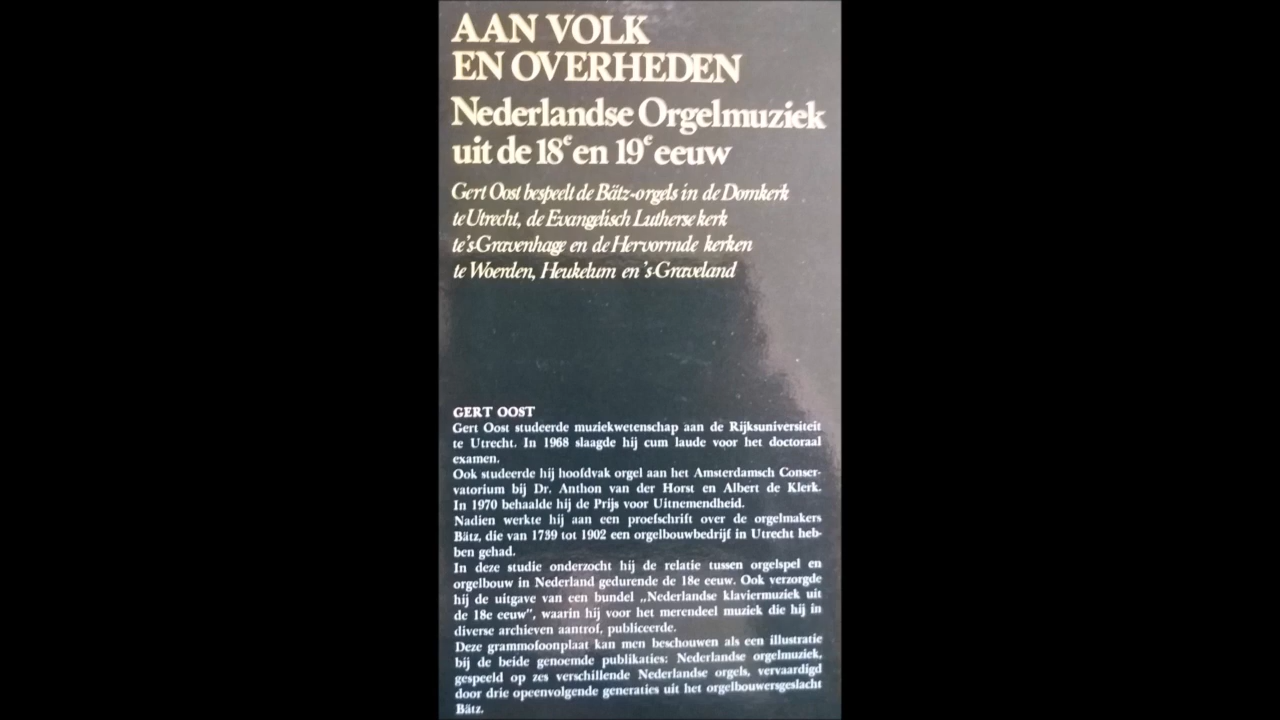 AAN VOLK
EN OVERHEDEN
Nederlandse Orgelmuziek
uit de 18e en 19e eeuw
Gert Oost bespeelt de Bätz-orgels in de Domkerk
te Utrecht, de Evangelisch Lutherse kerk
te 's-Gravenhage en de Hervormde kerken
te Woerden, Heukelum en 's-Graveland
GERT OOST
Gert Oost studeerde muziekwetenschap aan de Rijksuniversiteit
te Utrecht. In 1968 slaagde hij cum laude voor het doctoraal
examen.
Ook studeerde hij hoofdvak orgel aan het Amsterdamsch Conser-
vatorium bij Dr. Anthon van der Horst en Albert de Klerk.
In 1970 behaalde hij de Prijs voor Uitnemendheid.
Nadien werkte hij aan een proefschrift over de orgelmakers
Bätz, die van 1739 tot 1902 een orgelbouwbedrijf in Utrecht heb-
ben gehad.
In deze studie onderzocht hij de relatie tussen orgelspel en
orgelbouw in Nederland gedurende de 18e eeuw. Ook verzorgde
hij de uitgave van een bundel „Nederlandse klaviermuziek uit
de 18e eeuw", waarin hij voor het merendeel muziek die hij in
diverse archieven aantrof, publiceerde.
Deze grammofoonplaat kan men beschouwen als een illustratie
bij de beide genoemde publikaties: Nederlandse orgelmuziek,
gespeeld op zes verschillende Nederlandse orgels, vervaardigd
door drie opeenvolgende generaties uit het orgelbouwersgeslacht
Bätz.